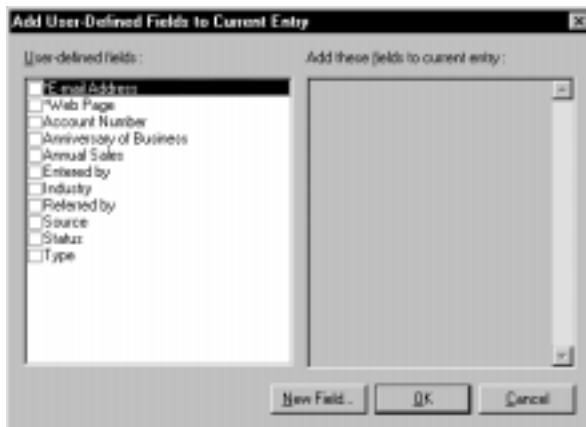 Add User-Defined Fields to Current Entry
User-defined fields :
Add these fields to current entry :
*E-mail Address
*Web Page
Account Number
Anniversary of Business
Annual Sales
Entered by
Industry
Referred by
Source
Status
Type
New Field...
OK
Cancel